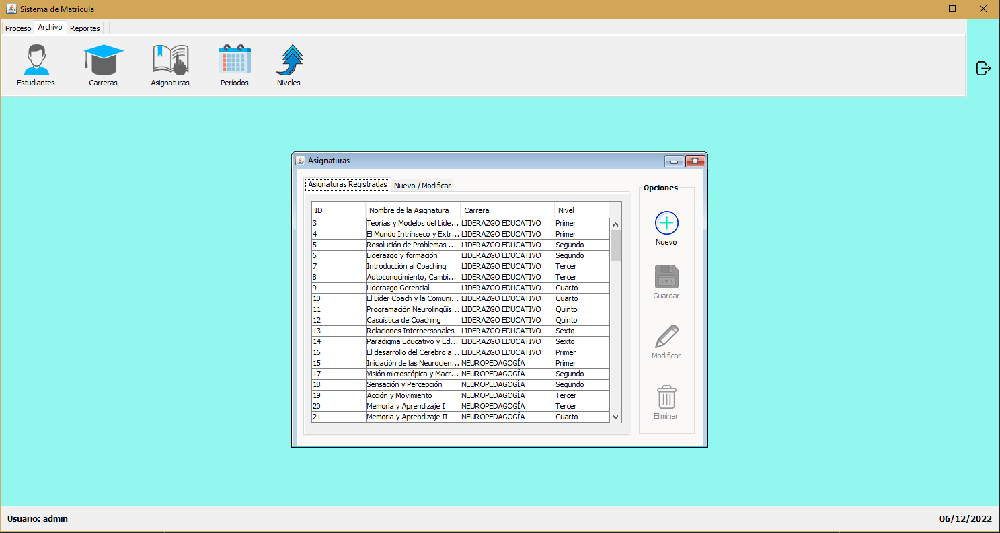 Sistema de Matricula
Proceso Archivo Reportes
Estudiantes Carreras Asignaturas Períodos Niveles
Asignaturas
Asignaturas Registradas Nuevo / Modificar
Opciones
ID Nombre de la Asignatura Carrera Nivel
3 Teorías y Modelos del Lide... LIDERAZGO EDUCATIVO Primer
4 El Mundo Intrínseco y Extr... LIDERAZGO EDUCATIVO Primer
5 Resolución de Problemas ... LIDERAZGO EDUCATIVO Segundo
6 Liderazgo y formación LIDERAZGO EDUCATIVO Segundo
7 Introducción al Coaching LIDERAZGO EDUCATIVO Tercer
8 Autoconocimiento, Cambi... LIDERAZGO EDUCATIVO Tercer
9 Liderazgo Gerencial LIDERAZGO EDUCATIVO Cuarto
10 El Líder Coach y la Comuni... LIDERAZGO EDUCATIVO Cuarto
11 Programación Neurolingüís... LIDERAZGO EDUCATIVO Quinto
12 Casuística de Coaching LIDERAZGO EDUCATIVO Quinto
13 Relaciones Interpersonales LIDERAZGO EDUCATIVO Sexto
14 Paradigma Educativo y Ed... LIDERAZGO EDUCATIVO Sexto
16 El desarrollo del Cerebro a... LIDERAZGO EDUCATIVO Primer
15 Iniciación de las Neurocien... NEUROPEDAGOGÍA Primer
17 Visión microscópica y Macr... NEUROPEDAGOGÍA Segundo
18 Sensación y Percepción NEUROPEDAGOGÍA Segundo
19 Acción y Movimiento NEUROPEDAGOGÍA Tercer
20 Memoria y Aprendizaje I NEUROPEDAGOGÍA Tercer
21 Memoria y Aprendizaje II NEUROPEDAGOGÍA Cuarto
Nuevo
Guardar
Modificar
Eliminar
Usuario: admin 06/12/2022